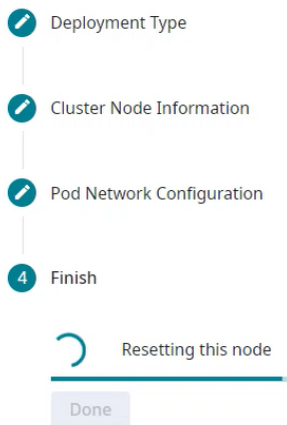 Deployment Type
Cluster Node Information
Pod Network Configuration
4 Finish
Resetting this node
Done